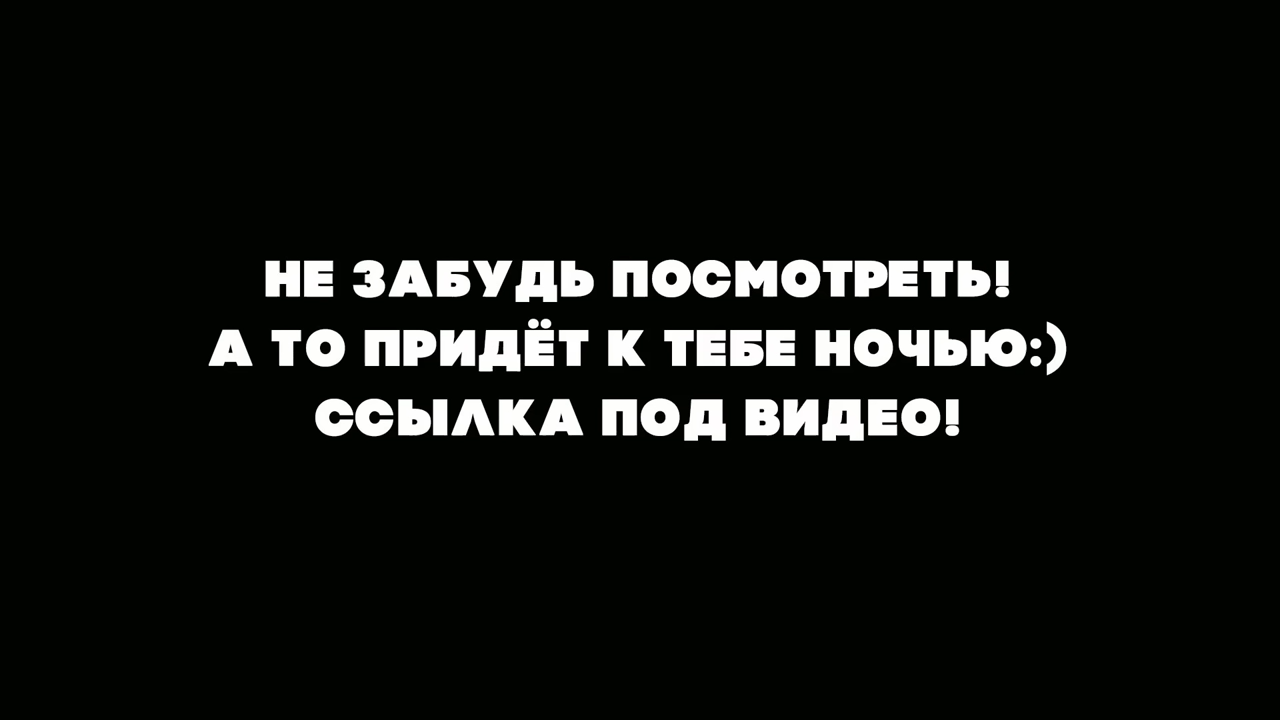 НЕ ЗАБУДЬ ПОСМОТРЕТЬ!
А ТО ПРИДЁТ К ТЕБЕ НОЧЬЮ:)
ССЫЛКА ПОД ВИДЕО!